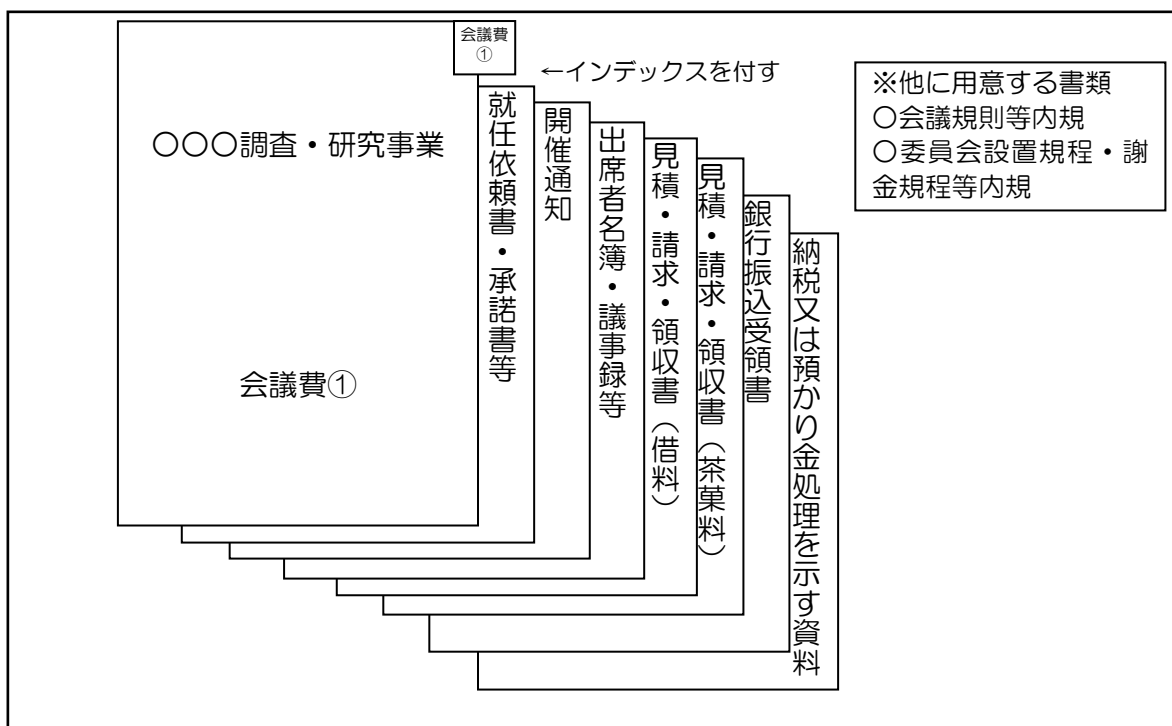 会議費
①
←インデックスを付す
〇〇〇調査・研究事業
会議費①
就任依頼書・承諾書等
開催通知
出席者名簿・議事録等
見積・請求・領収書（借料）
見積・請求・領収書（茶菓料）
銀行振込受領書
納税又は預かり金処理を示す資料
※他に用意する書類
〇会議規則等内規
〇委員会設置規程・謝
金規程等内規